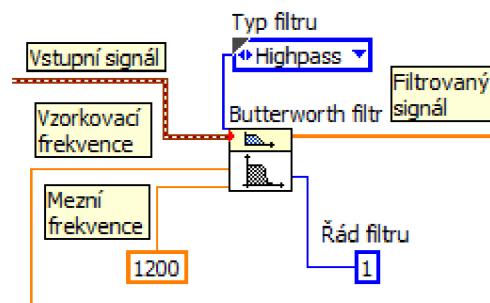 Typ filtru
Highpass
Vstupní signál
Filtrovaný
signál
Vzorkovací
frekvence
Butterworth filtr
Mezní
frekvence
Řád filtru
1200
1